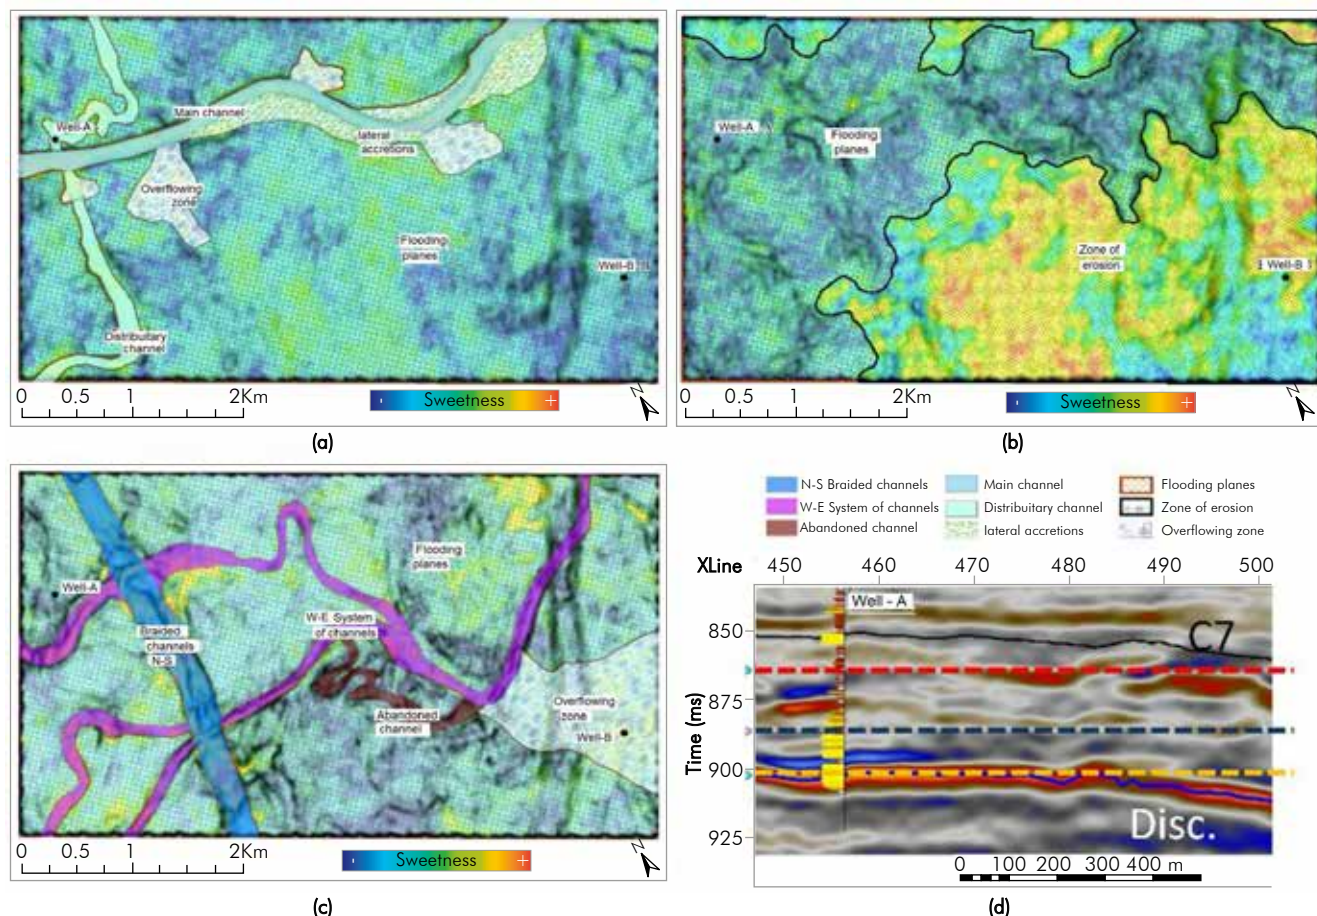 Main channel
Well-A
lateral
accretions
Overflowing
zone
Flooding
planes
Well-B
Distribuitary
channel
0 0.5 1 2Km
- Sweetness +
N
(a)
Well-A
Flooding
planes
Zone of
erosion
Well-B
0 0.5 1 2Km
- Sweetness +
N
(b)
Flooding
planes
Well-A
W-E System
of channels
Braided
channels
N-S
Abandoned
channel
Overflowing
zone
Well-B
0 0.5 1 2Km
- Sweetness +
N
(c)
N-S Braided channels
Main channel
Flooding planes
W-E System of channels
Distribuitary channel
Zone of erosion
Abandoned channel
lateral accretions
Overflowing zone
XLine 450 460 470 480 490 500
Well - A
C7
850
875
900
925
Time (ms)
Disc.
0 100 200 300 400 m
(d)